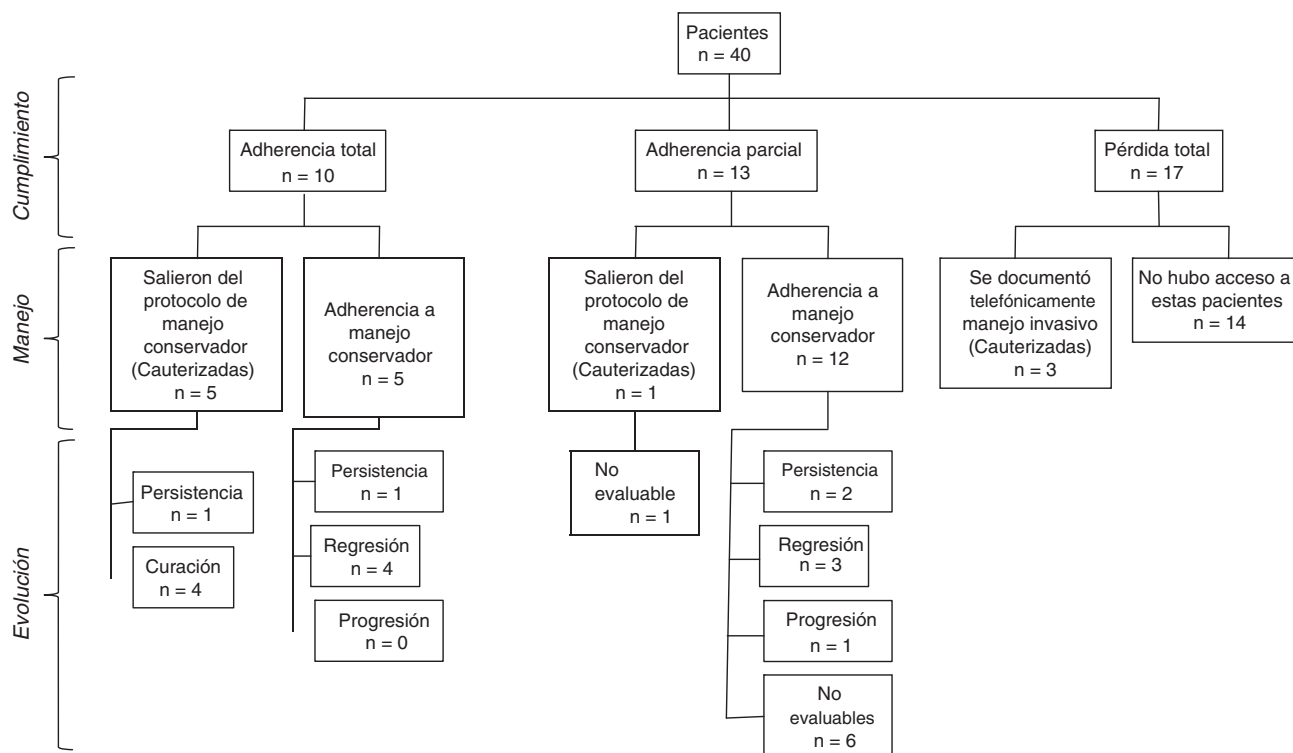 Pacientes
n = 40
Cumplimiento
Adherencia total
n = 10
Adherencia parcial
n = 13
Pérdida total
n = 17
Manejo
Salieron del
protocolo de
manejo
conservador
(Cauterizadas)
n = 5
Adherencia a
manejo
conservador
n = 5
Salieron del
protocolo de
manejo
conservador
(Cauterizadas)
n = 1
Adherencia a
manejo
conservador
n = 12
Se documentó
telefónicamente
manejo invasivo
(Cauterizadas)
n = 3
No hubo acceso a
estas pacientes
n = 14
Evolución
Persistencia
n = 1
Curación
n = 4
Persistencia
n = 1
Regresión
n = 4
Progresión
n = 0
No
evaluable
n = 1
Persistencia
n = 2
Regresión
n = 3
Progresión
n = 1
No
evaluables
n = 6